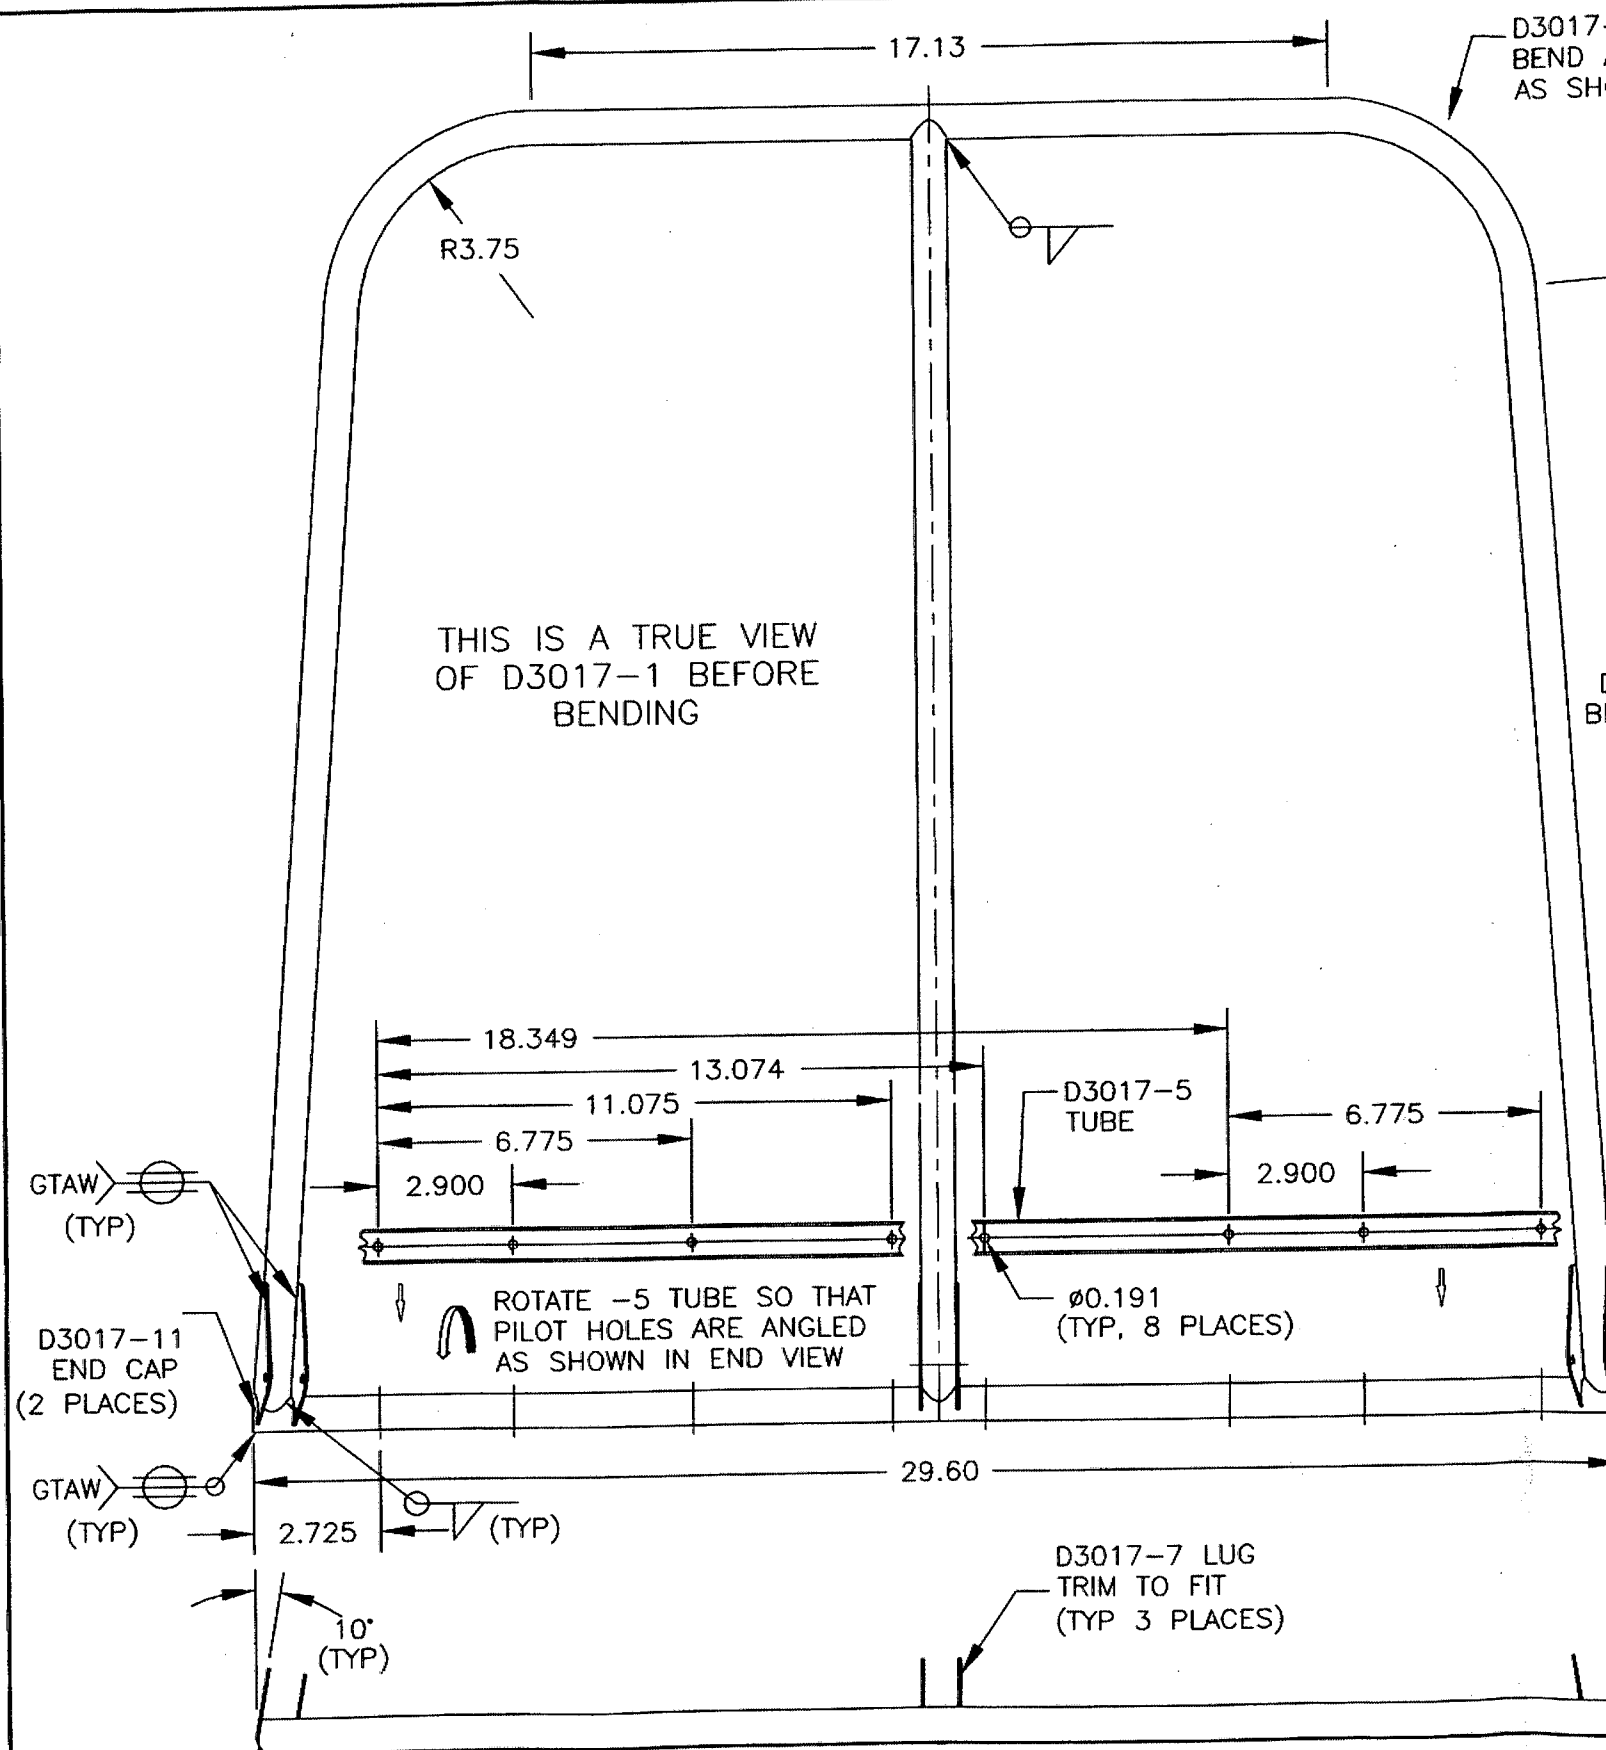 17.13
D3017-
BEND
AS SH
R3.75
THIS IS A TRUE VIEW
OF D3017-1 BEFORE
BENDING
18.349
13.074
11.075
6.775
2.900
D3017-5
TUBE
6.775
2.900
GTAW
(TYP)
ROTATE -5 TUBE SO THAT
PILOT HOLES ARE ANGLED
AS SHOWN IN END VIEW
ø0.191
(TYP, 8 PLACES)
D3017-11
END CAP
(2 PLACES)
GTAW
(TYP)
29.60
2.725
(TYP)
10°
(TYP)
D3017-7 LUG
TRIM TO FIT
(TYP 3 PLACES)